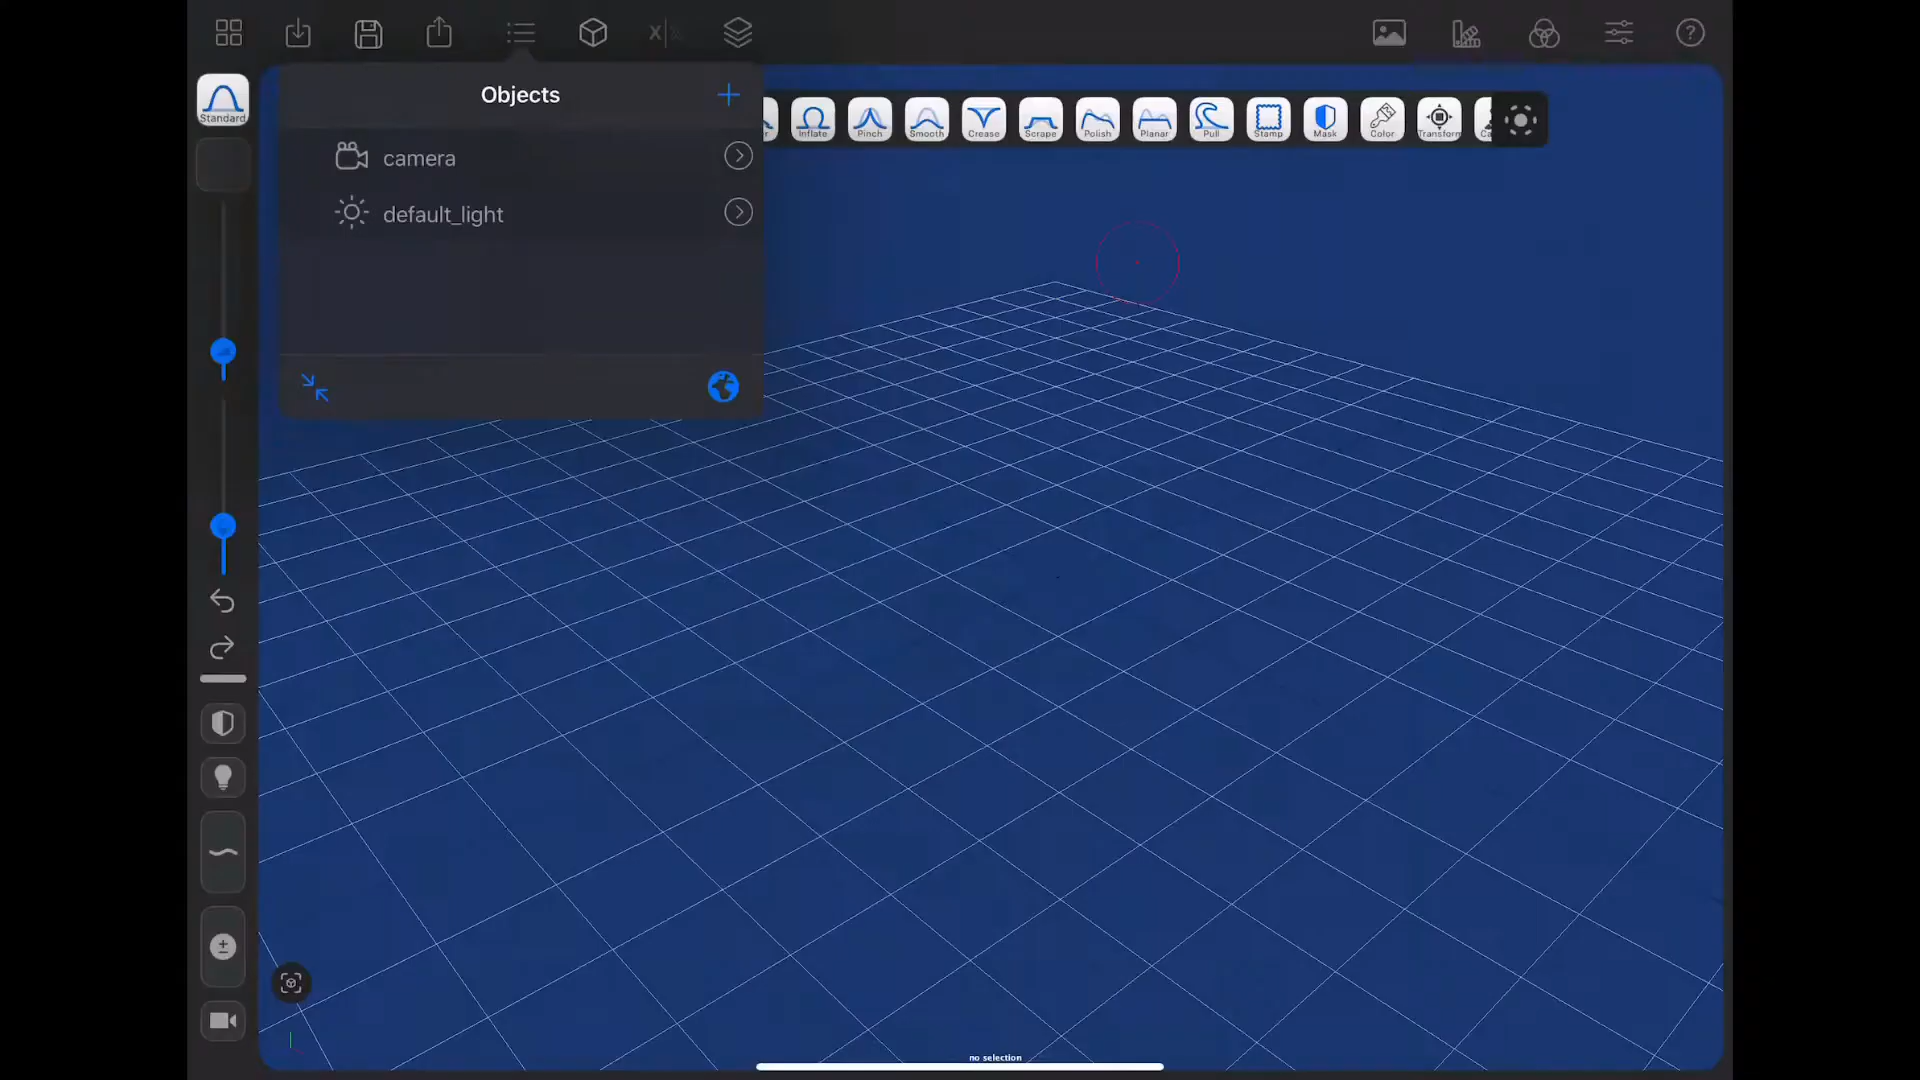 Objects
camera
default_light
Standard
Inflate
Pinch
Smooth
Crease
Scrape
Polish
Planar
Pull
Stamp
Mask
Color
Transform
no selection